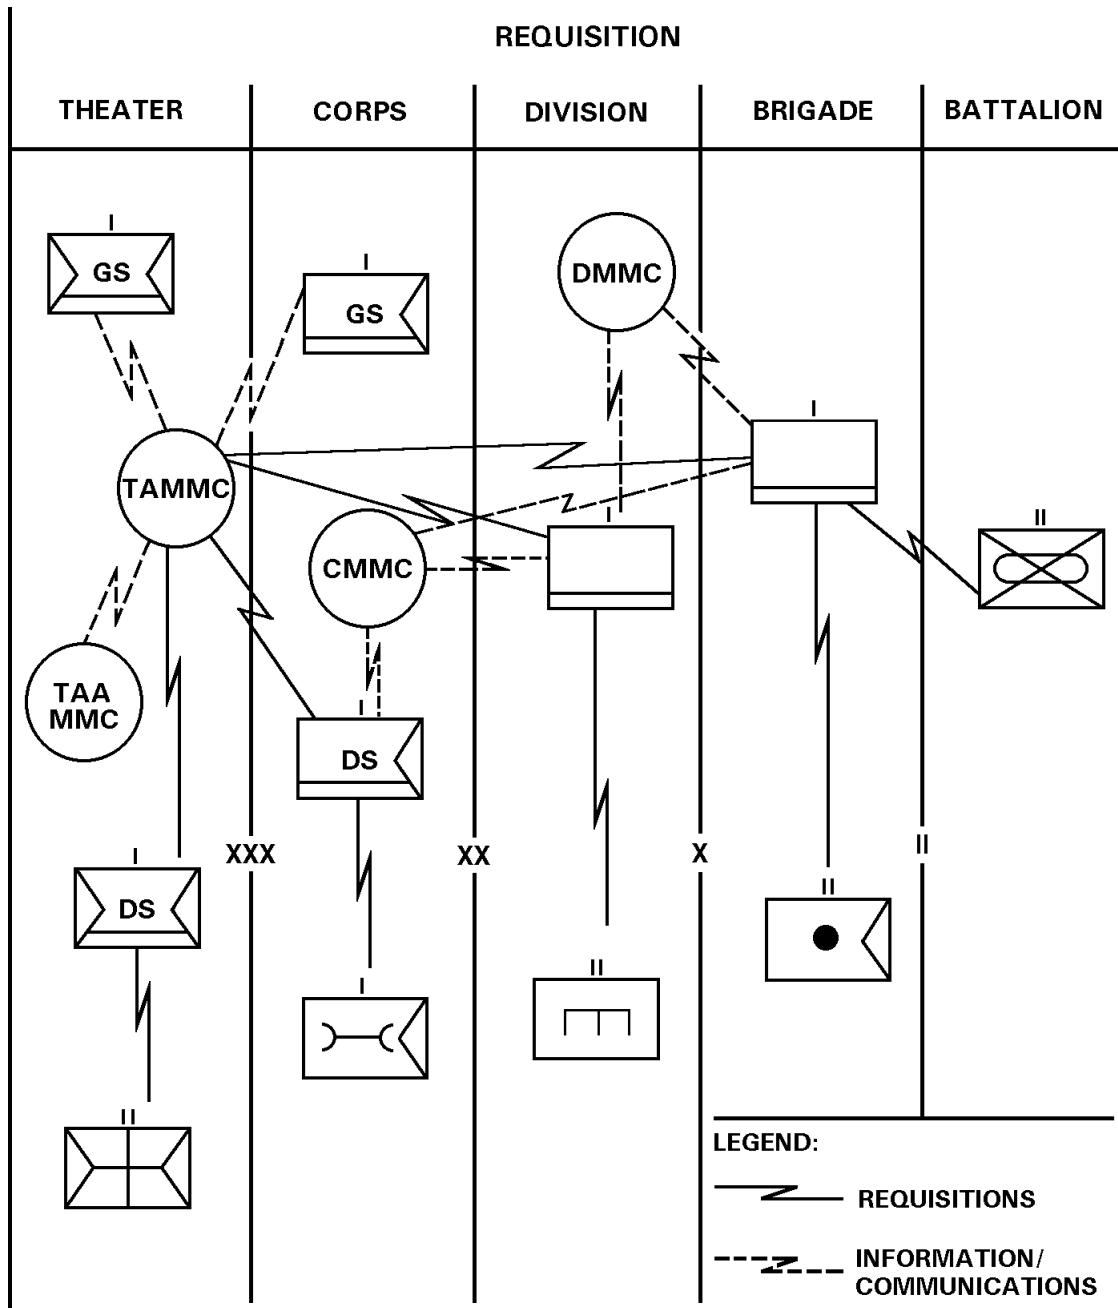 REQUISITION
THEATER CORPS DIVISION BRIGADE BATTALION
I
GS
I
GS
DMMC
I
TAMMC
I
II
CMMC
TAA
MMC
I
DS
I
DS
XXX
XX
X
II
II
I
II
II
LEGEND:
REQUISITIONS
INFORMATION/
COMMUNICATIONS